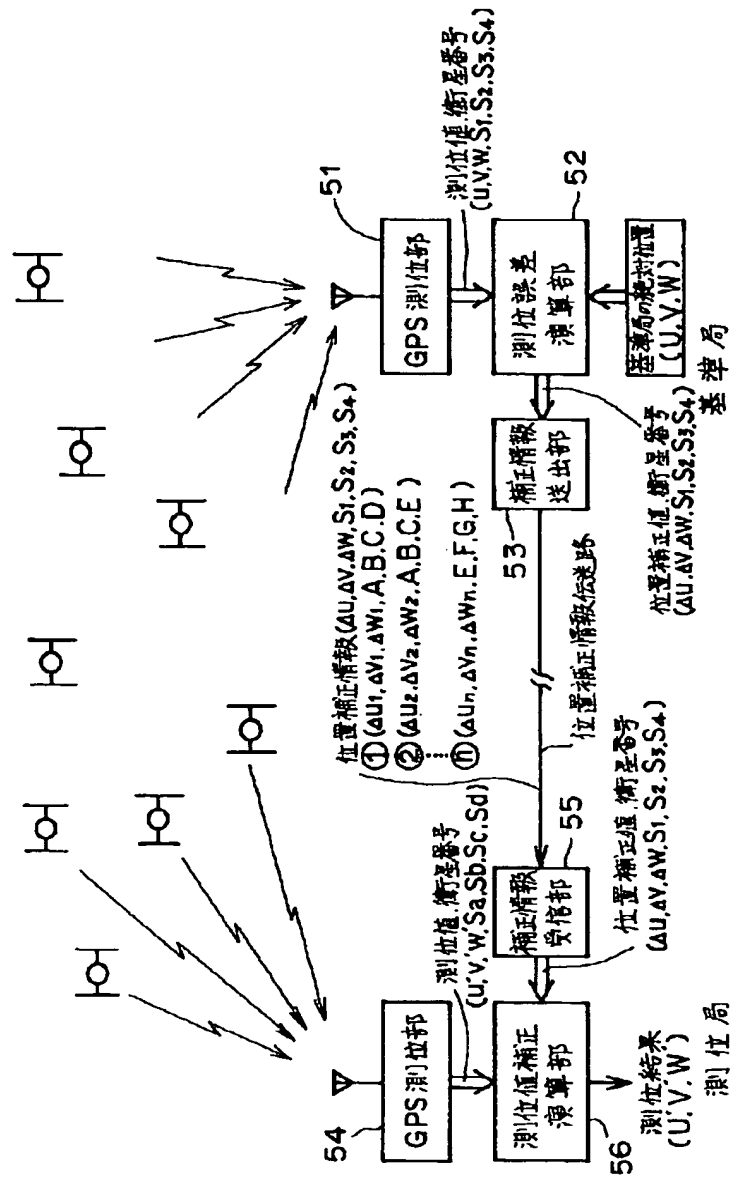 位置補正情報(ΔU,ΔV,ΔW,S1,S2,S3,S4)
①(ΔU1,ΔV1,ΔW1,A,B,C,D)
②(ΔU2,ΔV2,ΔW2,A,B,C,E)
ⓝ(ΔUn,ΔVn,ΔWn,E,F,G,H)
54
GPS測位部
測位値,衛星番号
(U',V',W',Sa,Sb,Sc,Sd)
測位値補正
演算部
56
測位結果
(U',V',W')
測位局
補正情報
受信部
55
位置補正値,衛星番号
(ΔU,ΔV,ΔW,S1,S2,S3,S4)
位置補正情報伝送路
53
補正情報
送出部
位置補正値,衛星番号
(ΔU,ΔV,ΔW,S1,S2,S3,S4)
51
GPS測位部
測位値,衛星番号
(U,V,W,S1,S2,S3,S4)
測位誤差
演算部
52
基準局の絶対位置
(U,V,W)
基準局